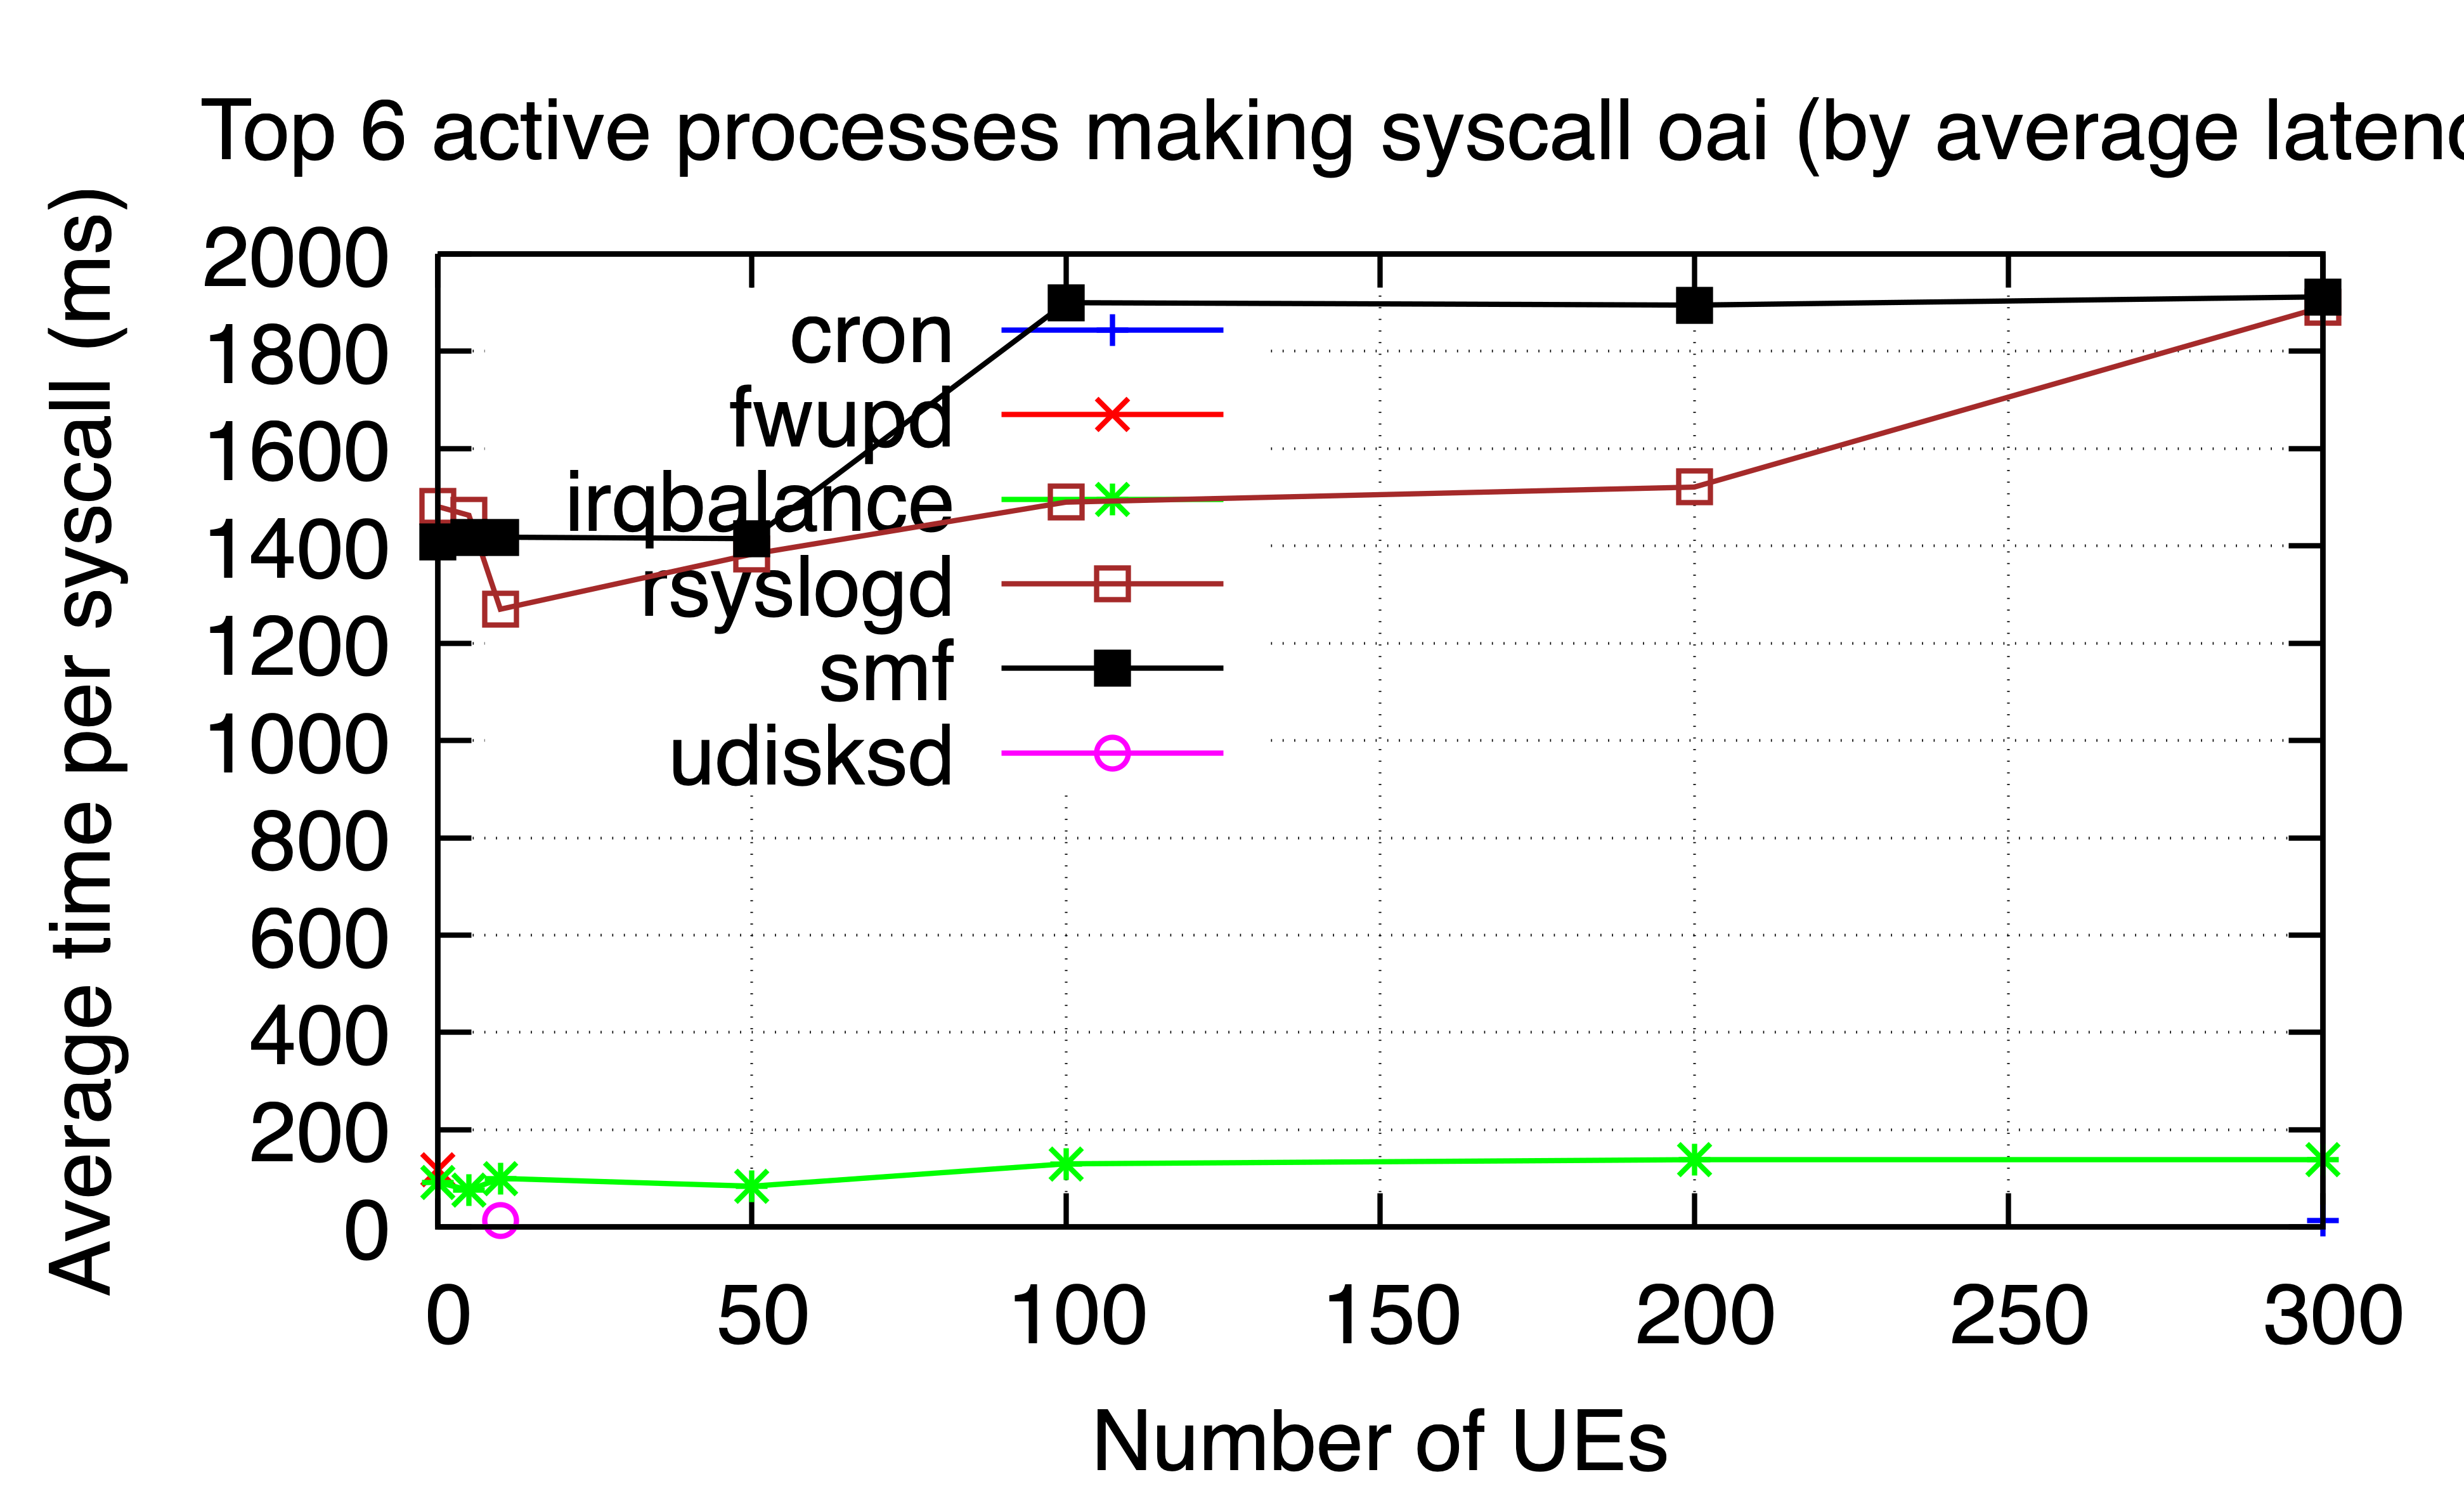 Top 6 active processes making syscall oai (by average latenc
Average time per syscall (ms)
2000
1800
1600
1400
1200
1000
800
600
400
200
0
cron
fwupd
irqbalance
rsyslogd
smf
udisksd
0 50 100 150 200 250 300
Number of UEs